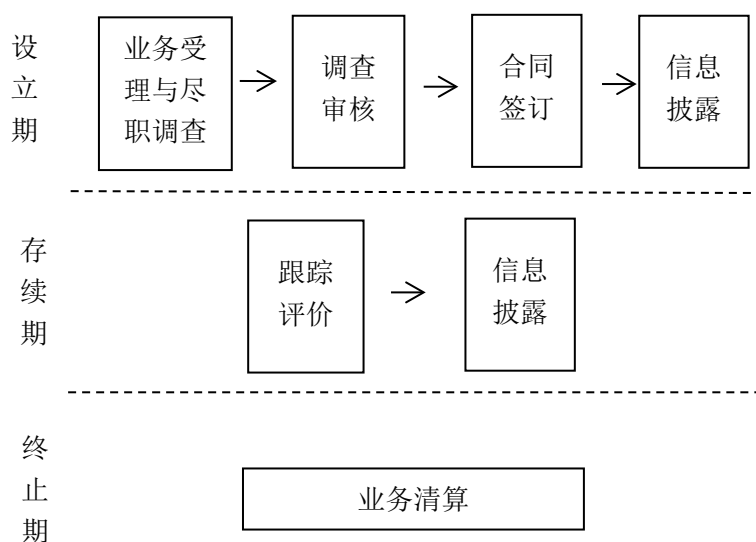 设立期
业务受
理与尽
职调查
调查
审核
合同
签订
信息
披露
存续期
跟踪
评价
信息
披露
终止期
业务清算